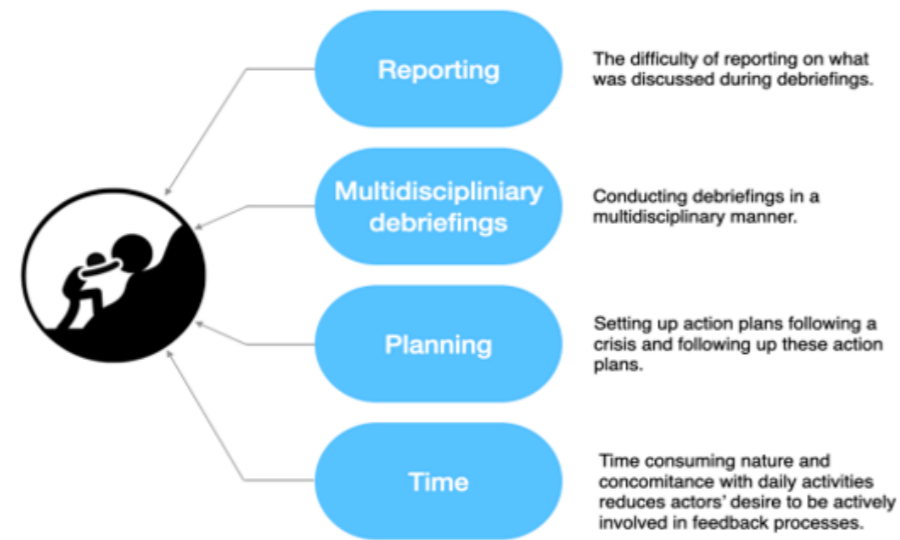 Reporting
The difficulty of reporting on what
was discussed during debriefings.
Multidiscipliniary
debriefings
Conducting debriefings in a
multidisciplinary manner.
Planning
Setting up action plans following a
crisis and following up these action
plans.
Time
Time consuming nature and
concomitance with daily activities
reduces actors' desire to be actively
involved in feedback processes.